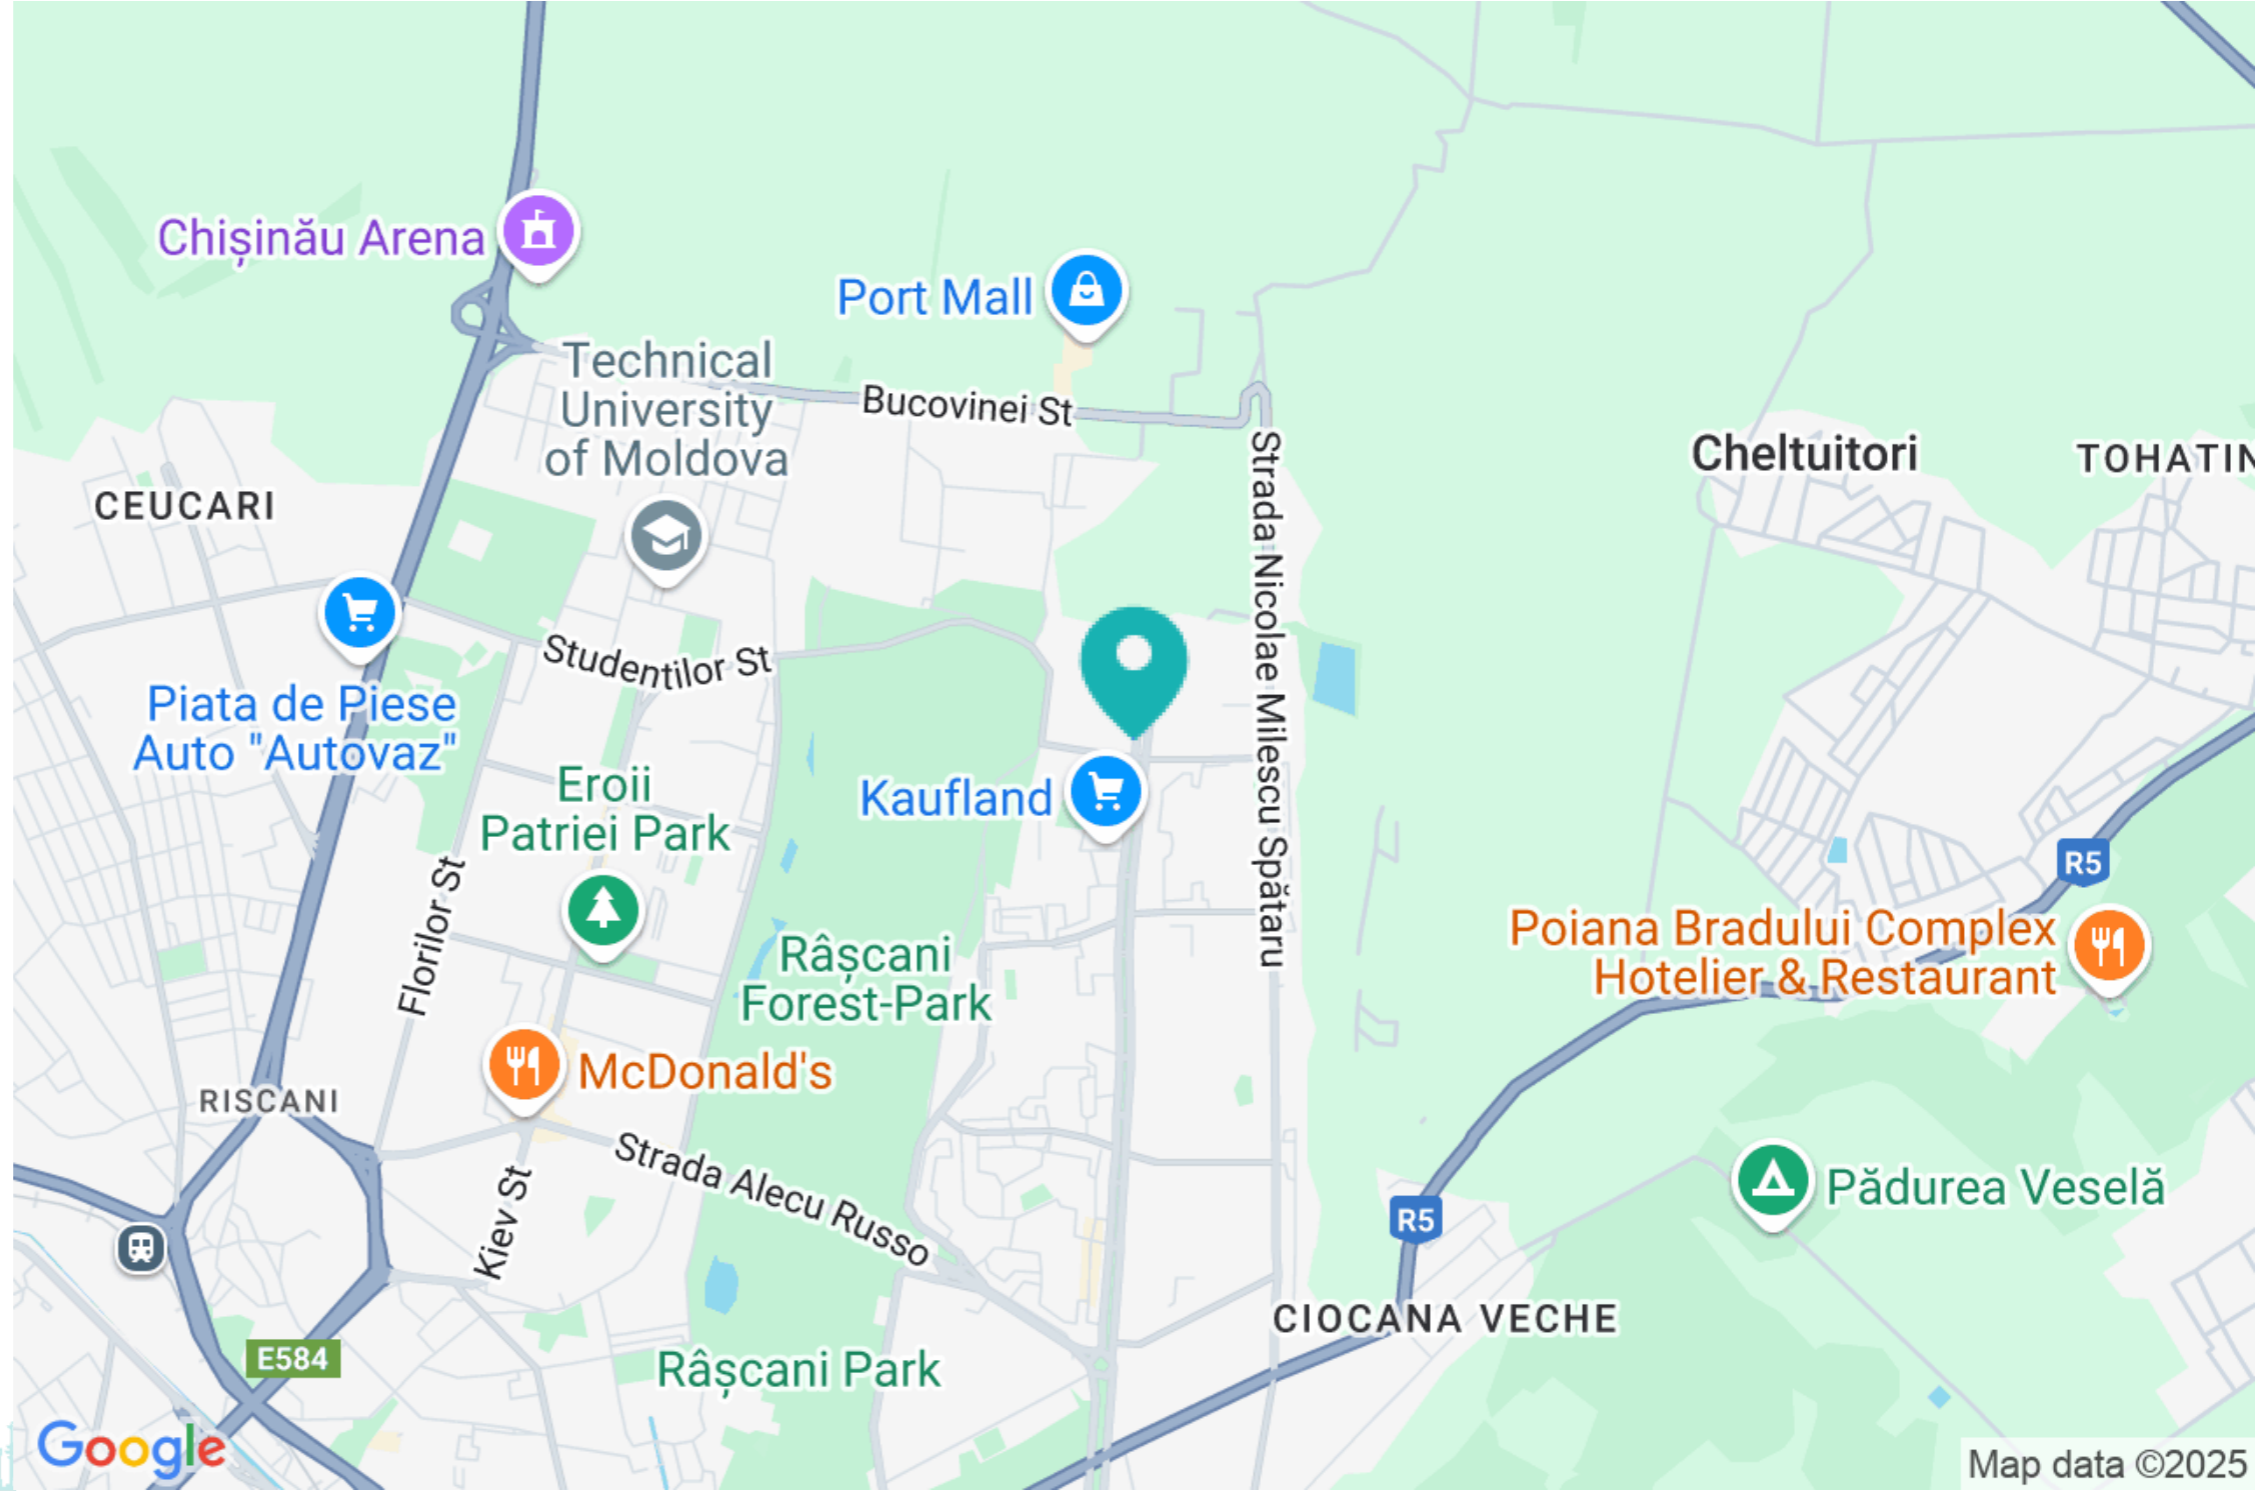 Chișinău Arena
Port Mall
Technical
University
of Moldova
Bucovinei St
Cheltuitori
TOHATIN
CEUCARI
Strada Nicolae Milescu Spătaru
Studentilor St
Piata de Piese
Auto "Autovaz"
Eroii
Patriei Park
Kaufland
R5
Florilor St
Râșcani
Forest-Park
Poiana Bradului Complex
Hotelier & Restaurant
McDonald's
RISCANI
Strada Alecu Russo
Kiev St
Pădurea Veselă
R5
CIOCANA VECHE
E584
Râșcani Park
Google
Map data ©2025